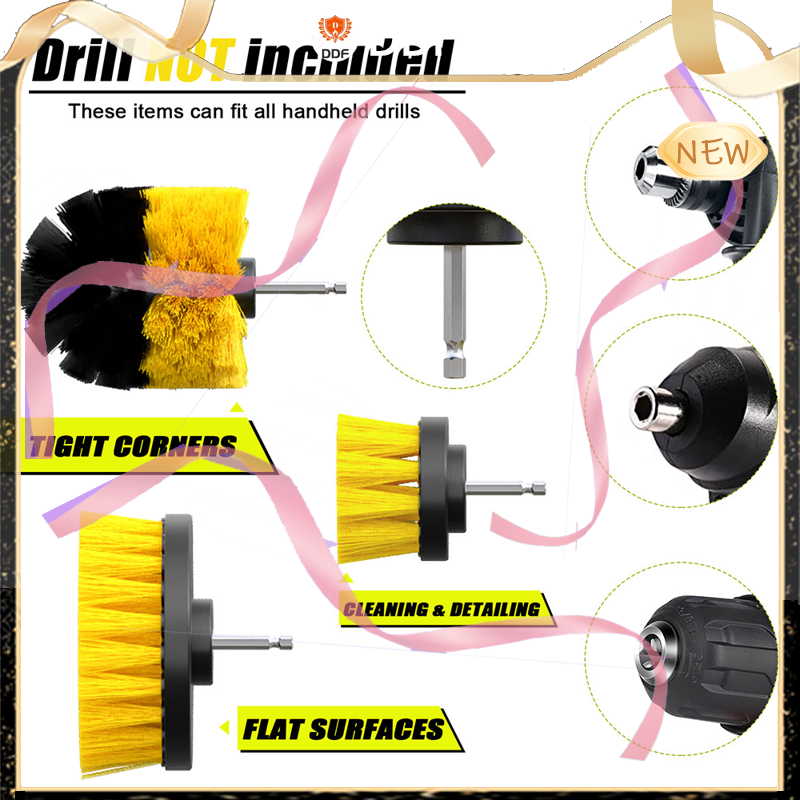 DDF
Drill NOT included
These items can fit all handheld drills
NEW
TIGHT CORNERS
CLEANING & DETAILING
FLAT SURFACES